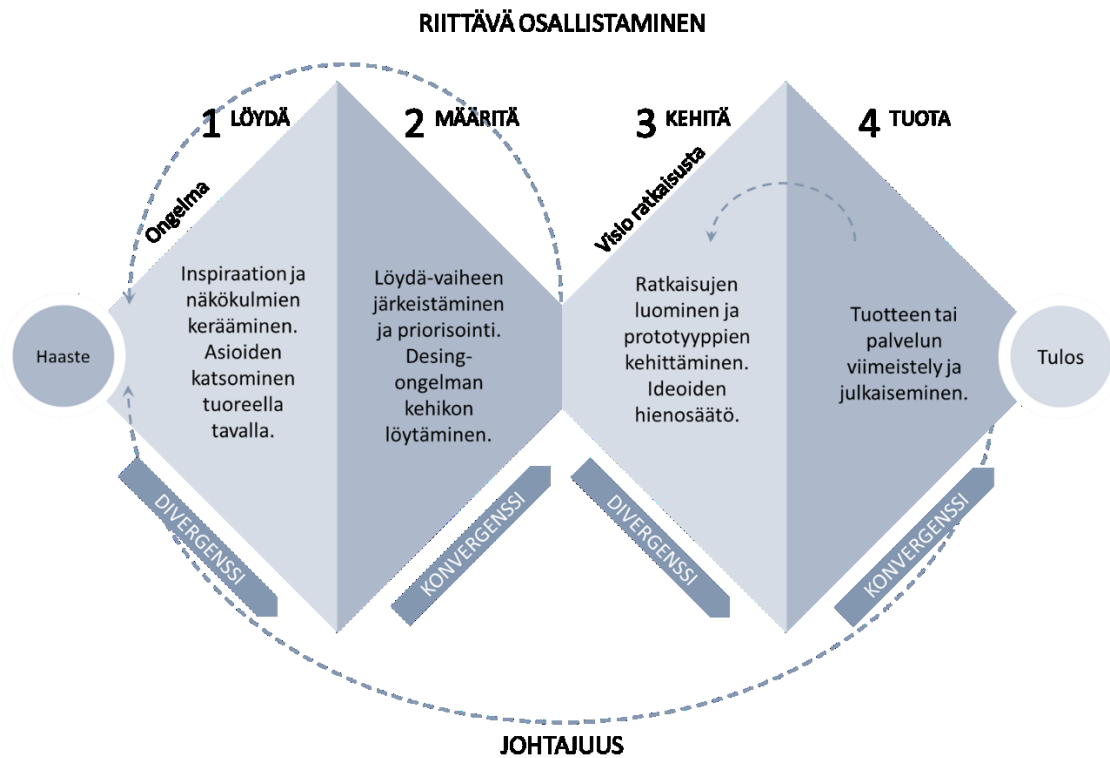 RIITTÄVÄ OSALLISTAMINEN
1 LÖYDÄ
2 MÄÄRITÄ
3 KEHITÄ
4 TUOTA
Ongelma
Visio ratkaisusta
Haaste
Inspiraation ja
näkökulmien
kerääminen.
Asioiden
katsominen
tuoreella
tavalla.
Löydä-vaiheen
järkeistäminen
ja priorisointi.
Desing-
ongelman
kehikon
löytäminen.
Ratkaisujen
luominen ja
prototyyppien
kehittäminen.
Ideoiden
hienosäätö.
Tuotteen tai
palvelun
viimeistely ja
julkaiseminen.
Tulos
DIVERGENSSI
KONVERGENSSI
DIVERGENSSI
KONVERGENSSI
JOHTAJUUS